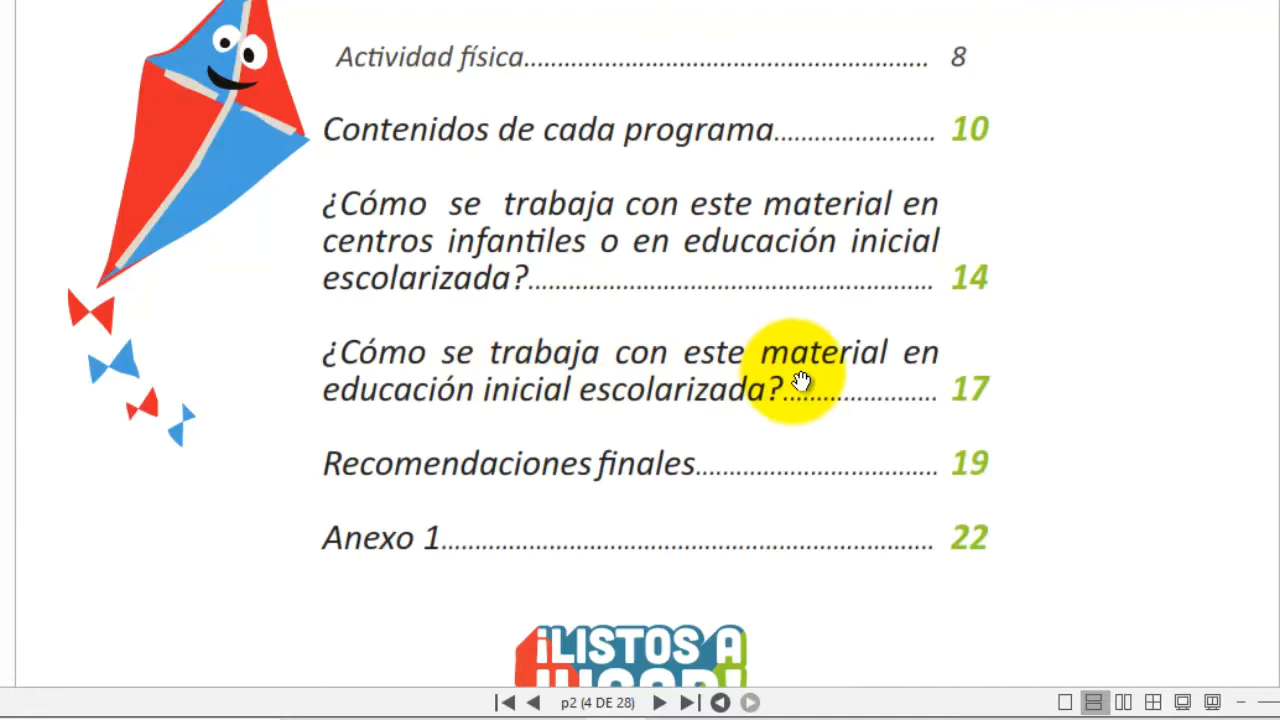 Actividad física............................................................ 8
Contenidos de cada programa........................ 10
¿Cómo se trabaja con este material en
centros infantiles o en educación inicial
escolarizada?............................................................. 14
¿Cómo se trabaja con este material en
educación inicial escolarizada?....................... 17
Recomendaciones finales.................................... 19
Anexo 1.......................................................................... 22
¡LISTOS A
p2 (4 DE 28)